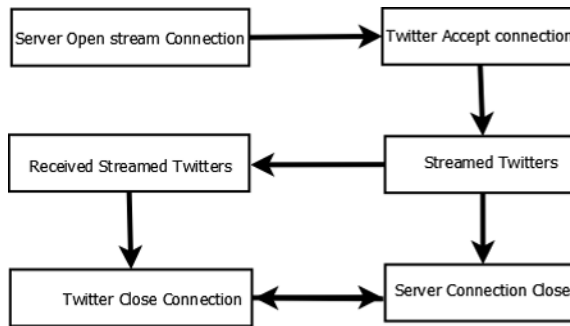 Server Open stream Connection
Twitter Accept connection
Received Streamed Twitters
Streamed Twitters
Twitter Close Connection
Server Connection Close